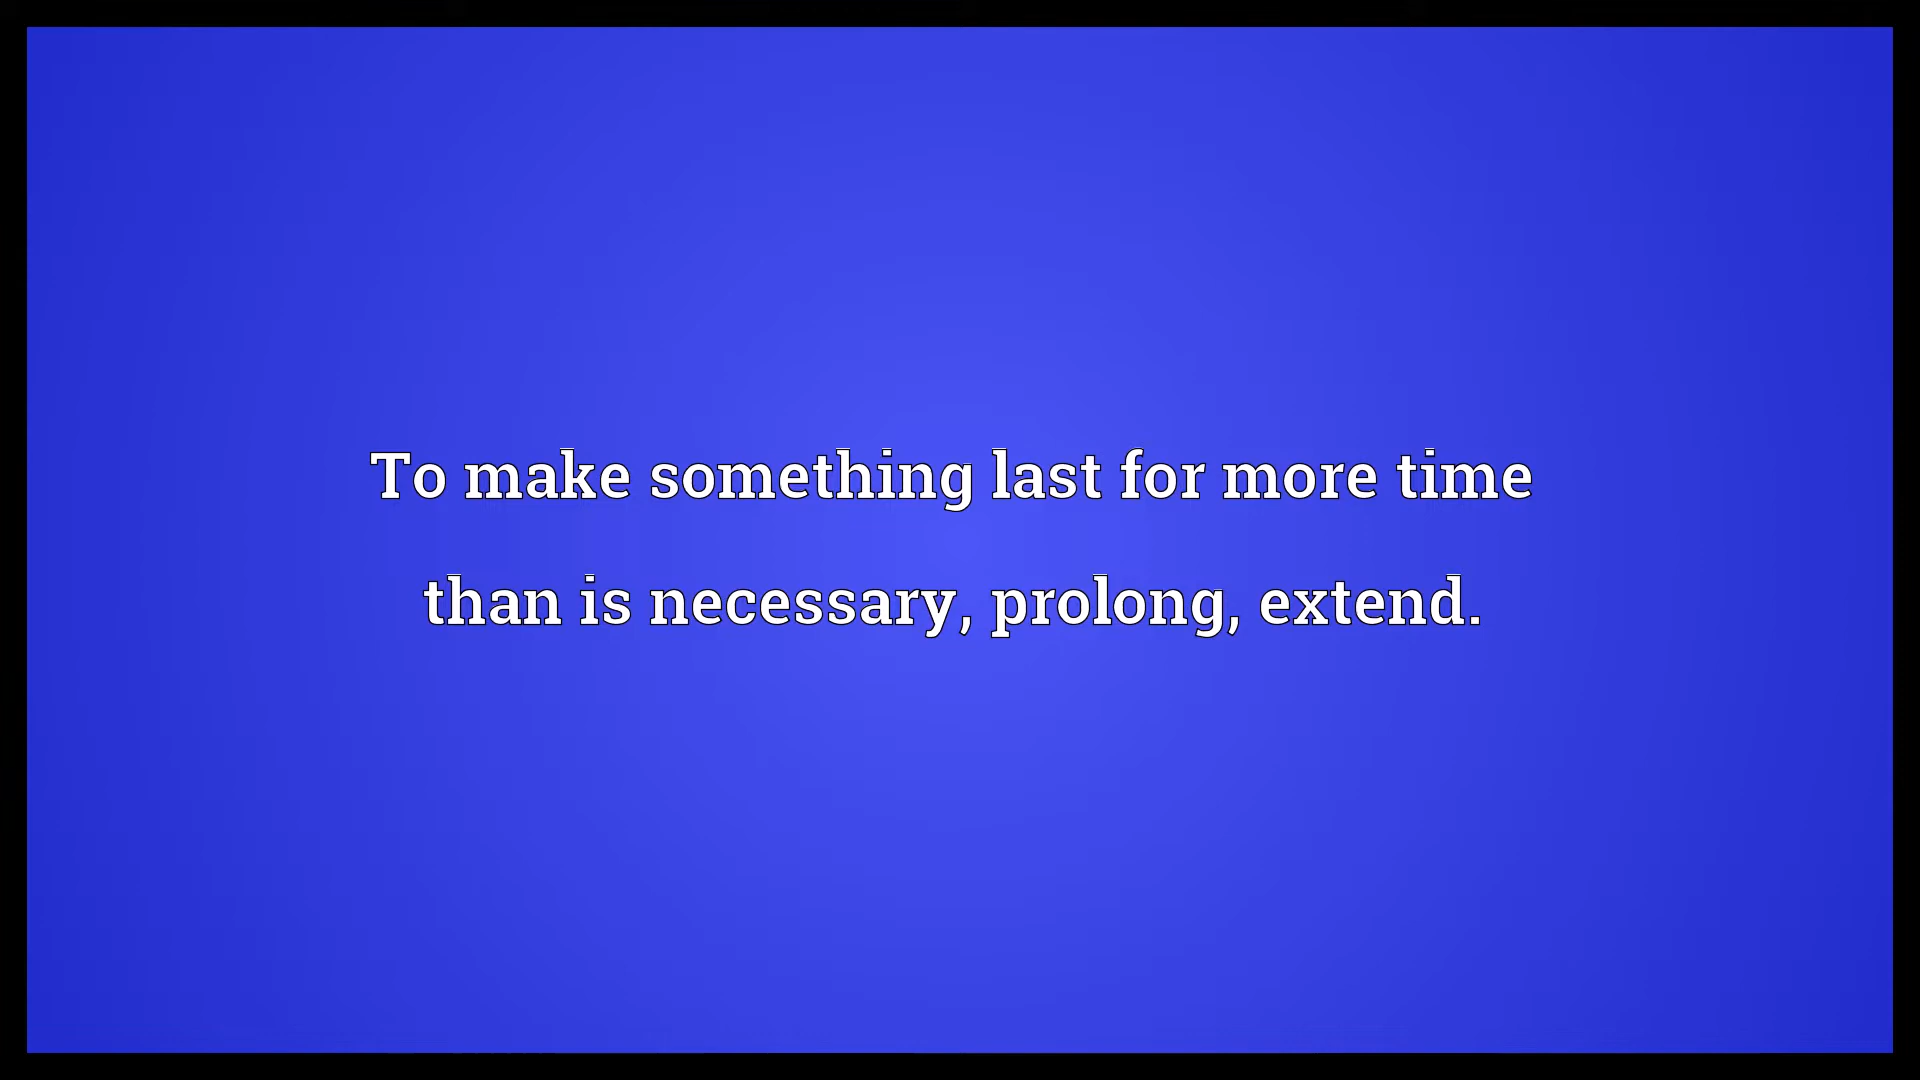 To make something last for more time
than is necessary, prolong, extend.